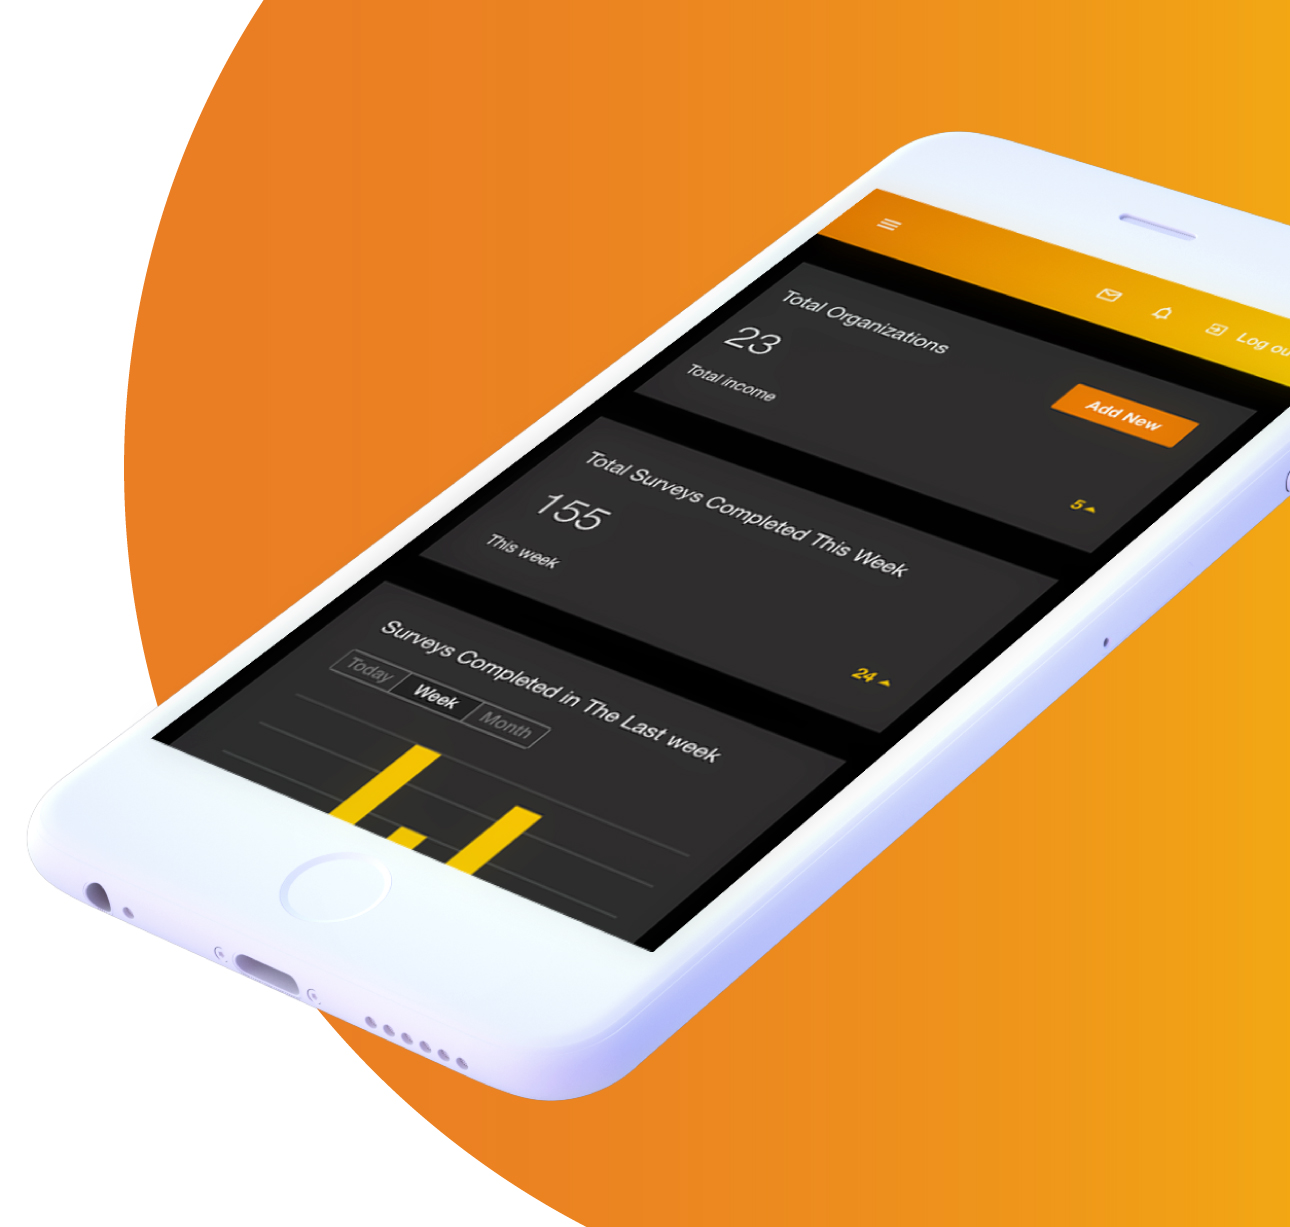 Log ou
Total Organizations
23
Total income
Add New
5
Total Surveys Completed This Week
155
This week
24
Surveys Completed in The Last week
Today
Week
Month